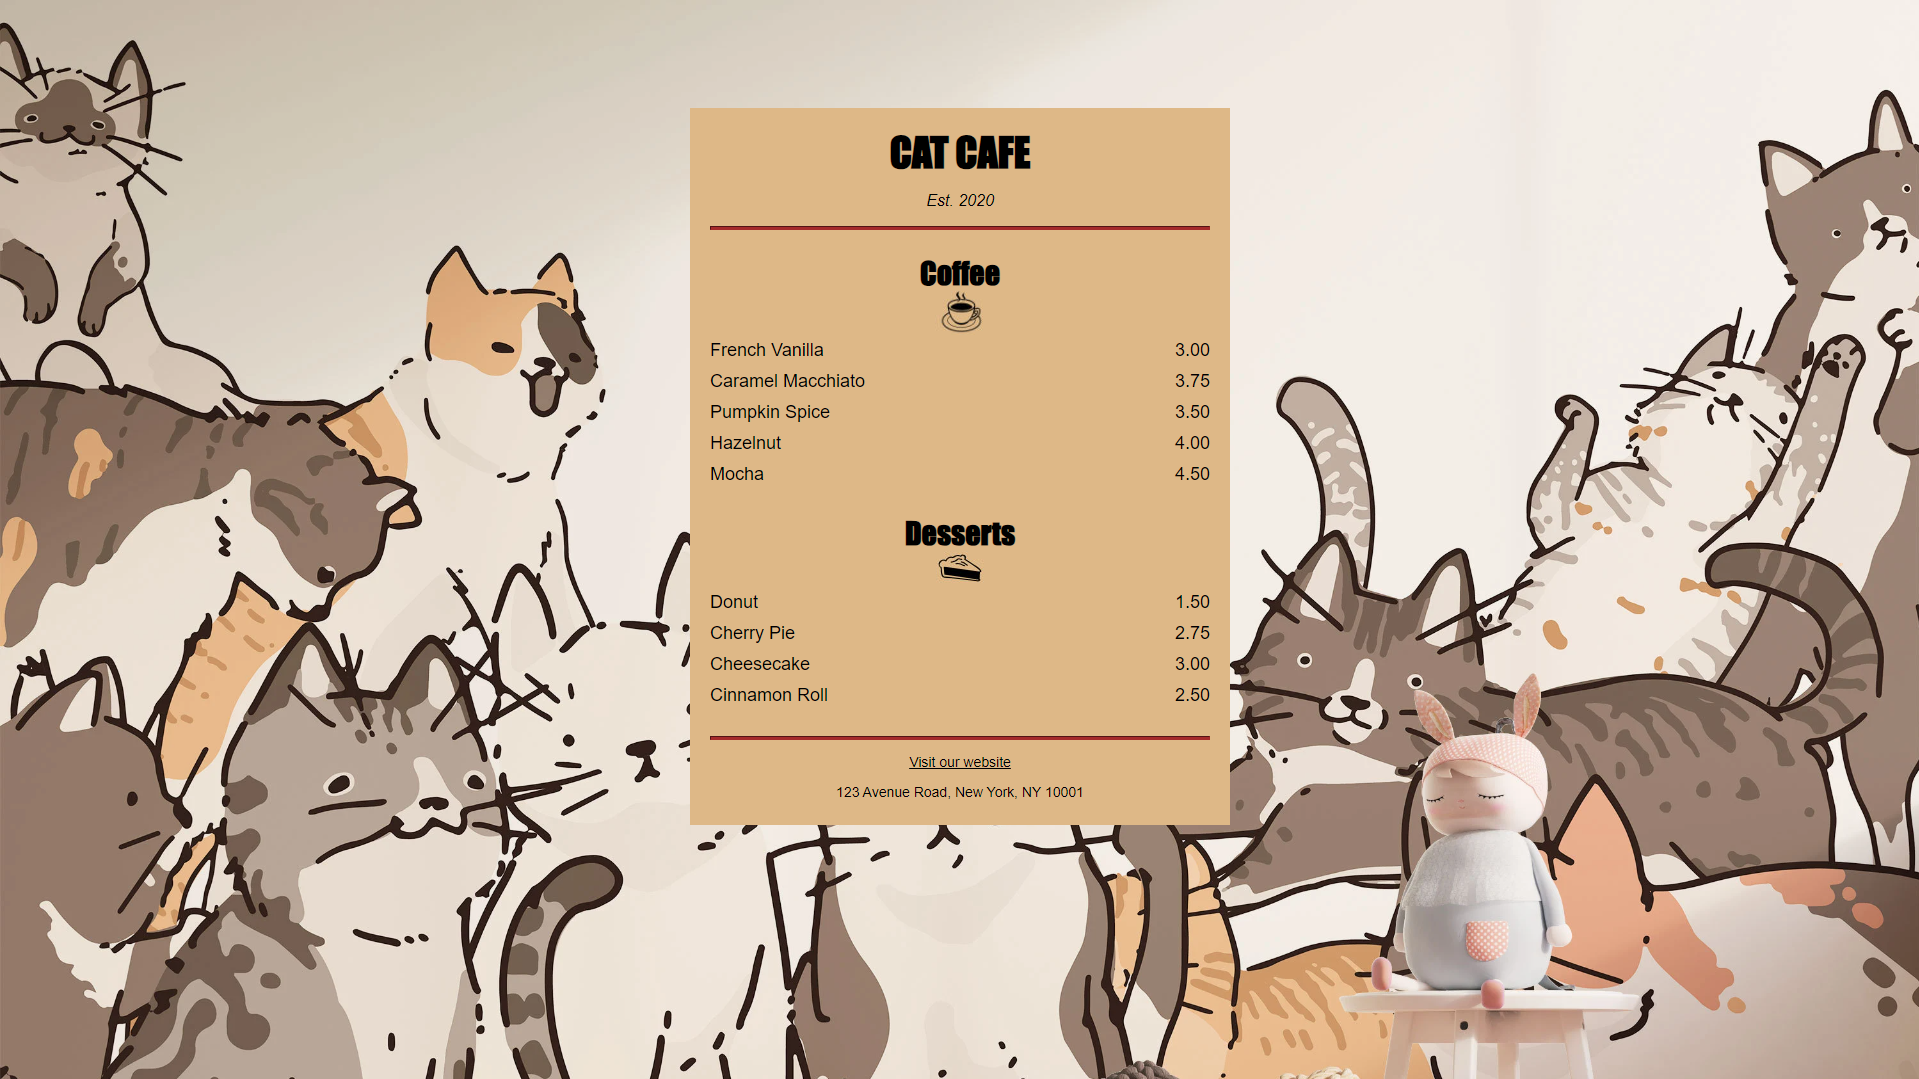 CAT CAFE
Est. 2020
Coffee
French Vanilla 3.00
Caramel Macchiato 3.75
Pumpkin Spice 3.50
Hazelnut 4.00
Mocha 4.50
Desserts
Donut 1.50
Cherry Pie 2.75
Cheesecake 3.00
Cinnamon Roll 2.50
Visit our website
123 Avenue Road, New York, NY 10001